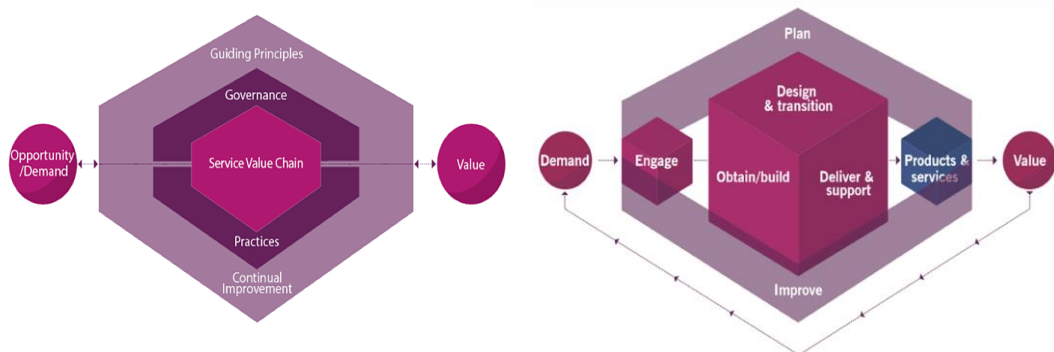 Guiding Principles
Governance
Opportunity
/Demand
Service Value Chain
Value
Practices
Continual
Improvement
Plan
Design
& transition
Demand
Engage
Obtain/build
Deliver &
support
Products &
services
Value
Improve